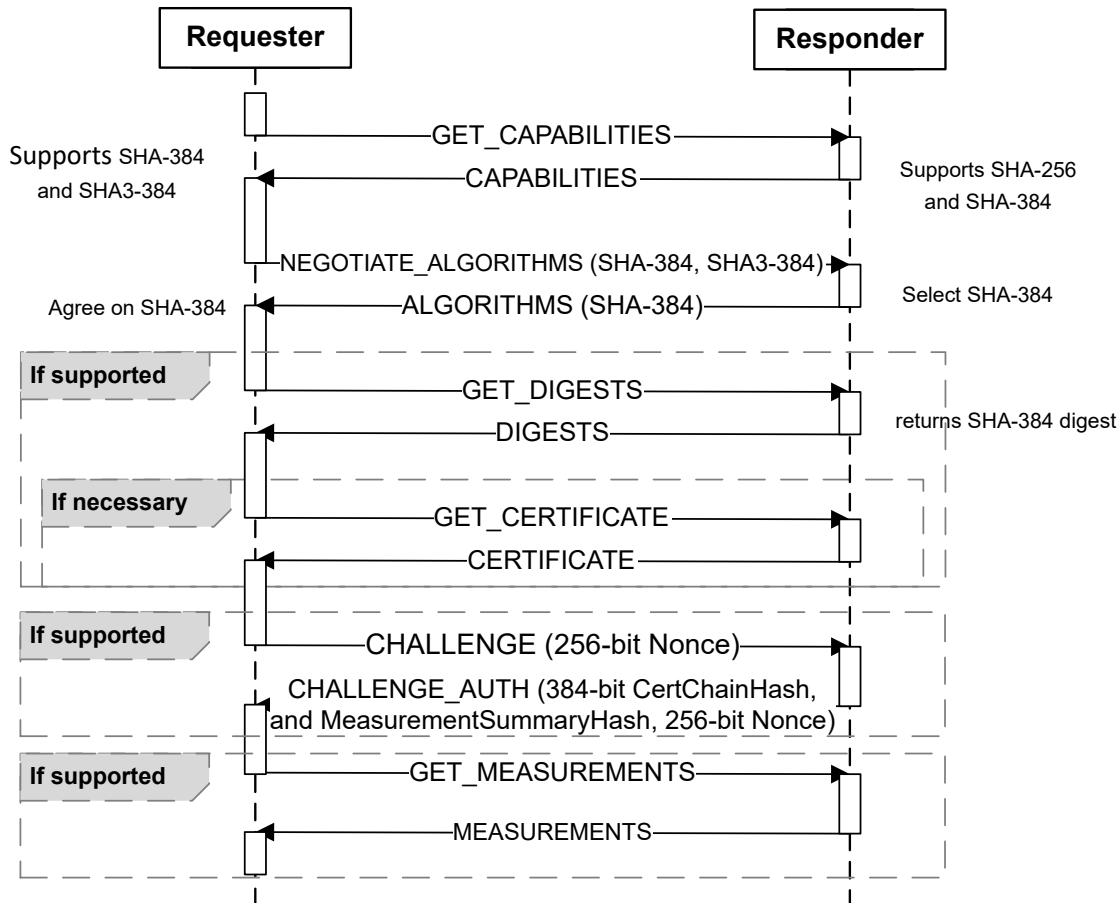 Requester
Responder
GET_CAPABILITIES
Supports SHA-384
and SHA3-384
CAPABILITIES
Supports SHA-256
and SHA-384
NEGOTIATE_ALGORITHMS (SHA-384, SHA3-384)
Agree on SHA-384
ALGORITHMS (SHA-384)
Select SHA-384
If supported
GET_DIGESTS
returns SHA-384 digest
DIGESTS
If necessary
GET_CERTIFICATE
CERTIFICATE
If supported
CHALLENGE (256-bit Nonce)
CHALLENGE_AUTH (384-bit CertChainHash,
and MeasurementSummaryHash, 256-bit Nonce)
If supported
GET_MEASUREMENTS
MEASUREMENTS